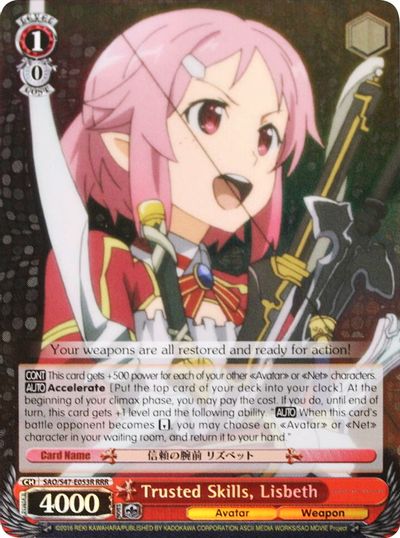 LEVEL
1
0
COST
Your weapons are all restored and ready for action!
CONT This card gets +500 power for each of your other «Avatar» or «Net» characters.
AUTO Accelerate [Put the top card of your deck into your clock] At the
beginning of your climax phase, you may pay the cost. If you do, until end of
turn, this card gets +1 level and the following ability. "AUTO When this card's
battle opponent becomes [ ], you may choose an «Avatar» or «Net»
character in your waiting room, and return it to your hand."
Card Name 信頼の腕前 リズベット
CH SAO/S47-E053R RRR
4000 Trusted Skills, Lisbeth
Avatar Weapon
©2016 REKI KAWAHARA/PUBLISHED BY KADOKAWA CORPORATION ASCII MEDIA WORKS/SAO MOVIE Project